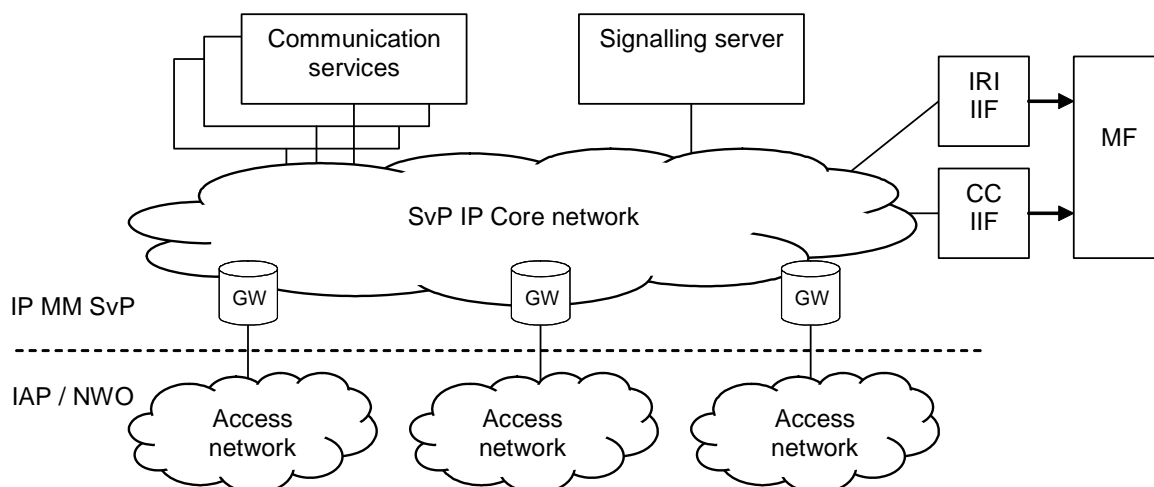 Communication
services
Signalling server
IRI
IIF
MF
CC
IIF
SvP IP Core network
GW
GW
GW
IP MM SvP
IAP / NWO
Access
network
Access
network
Access
network